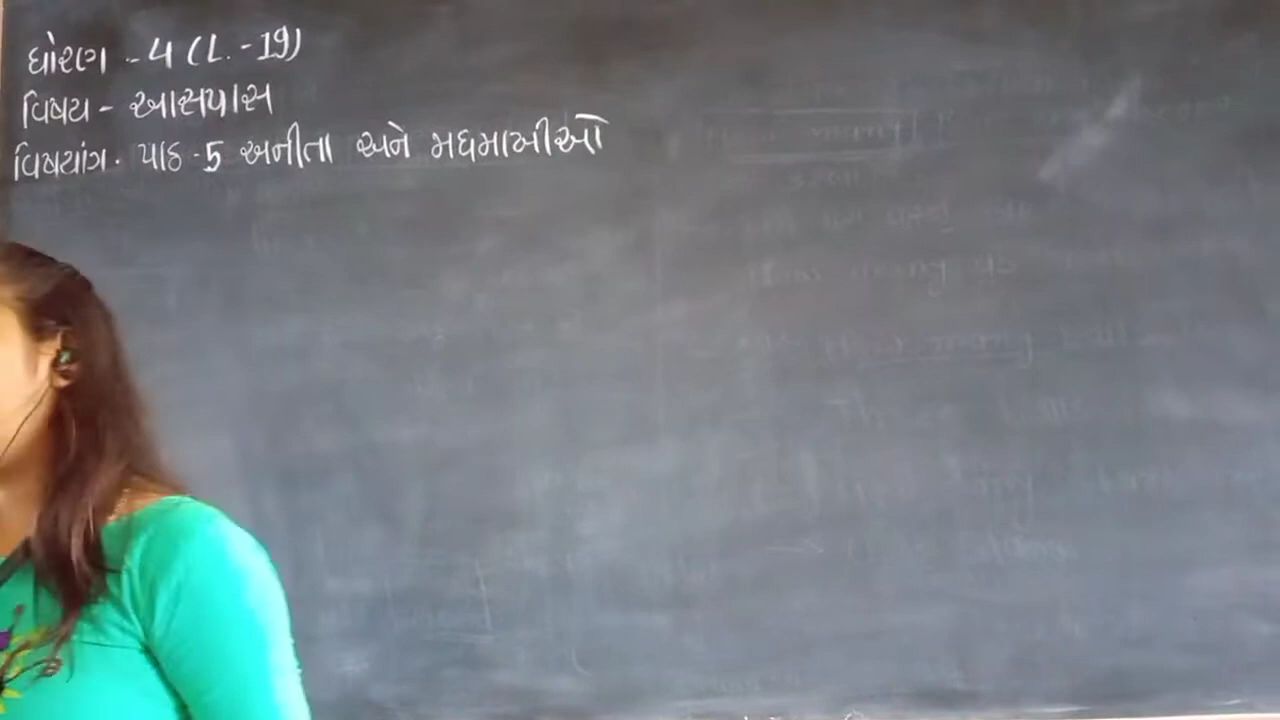 ધોરણ - 4 ( L. - 19)
વિષય - આસપાસ
વિષયાંગ - પાઠ - 5 અનીતા અને મધમાખીઓ